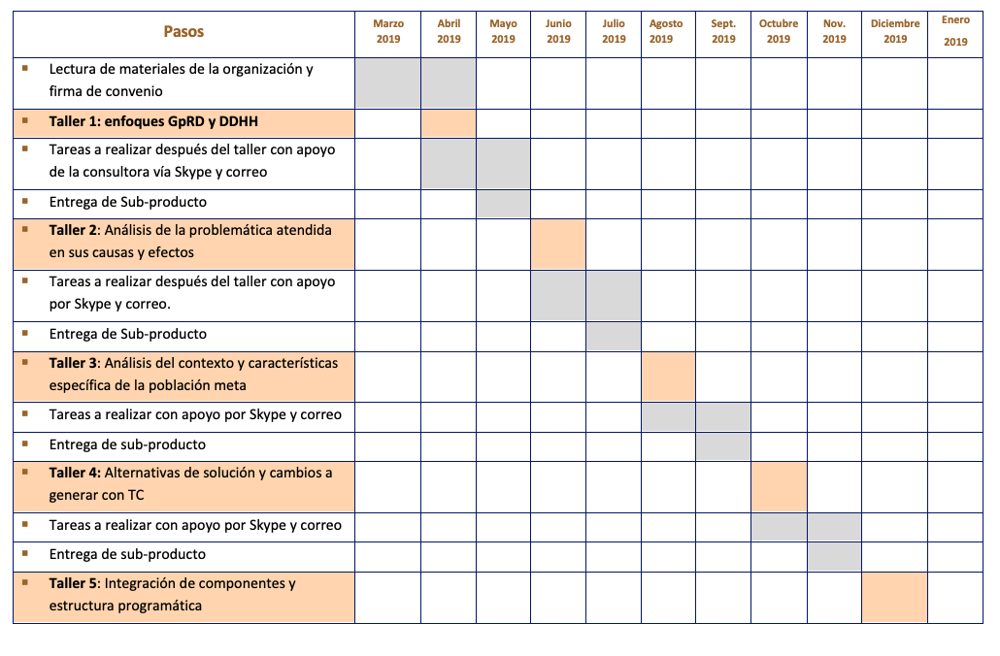 Pasos
Marzo 2019
Abril 2019
Mayo 2019
Junio 2019
Julio 2019
Agosto 2019
Sept. 2019
Octubre 2019
Nov. 2019
Diciembre 2019
Enero 2019
▪ Lectura de materiales de la organización y
firma de convenio
▪ Taller 1: enfoques GpRD y DDHH
▪ Tareas a realizar después del taller con apoyo
de la consultora vía Skype y correo
▪ Entrega de Sub-producto
▪ Taller 2: Análisis de la problemática atendida
en sus causas y efectos
▪ Tareas a realizar después del taller con apoyo
por Skype y correo.
▪ Entrega de Sub-producto
▪ Taller 3: Análisis del contexto y características
específica de la población meta
▪ Tareas a realizar con apoyo por Skype y correo
▪ Entrega de sub-producto
▪ Taller 4: Alternativas de solución y cambios a
generar con TC
▪ Tareas a realizar con apoyo por Skype y correo
▪ Entrega de sub-producto
▪ Taller 5: Integración de componentes y
estructura programática